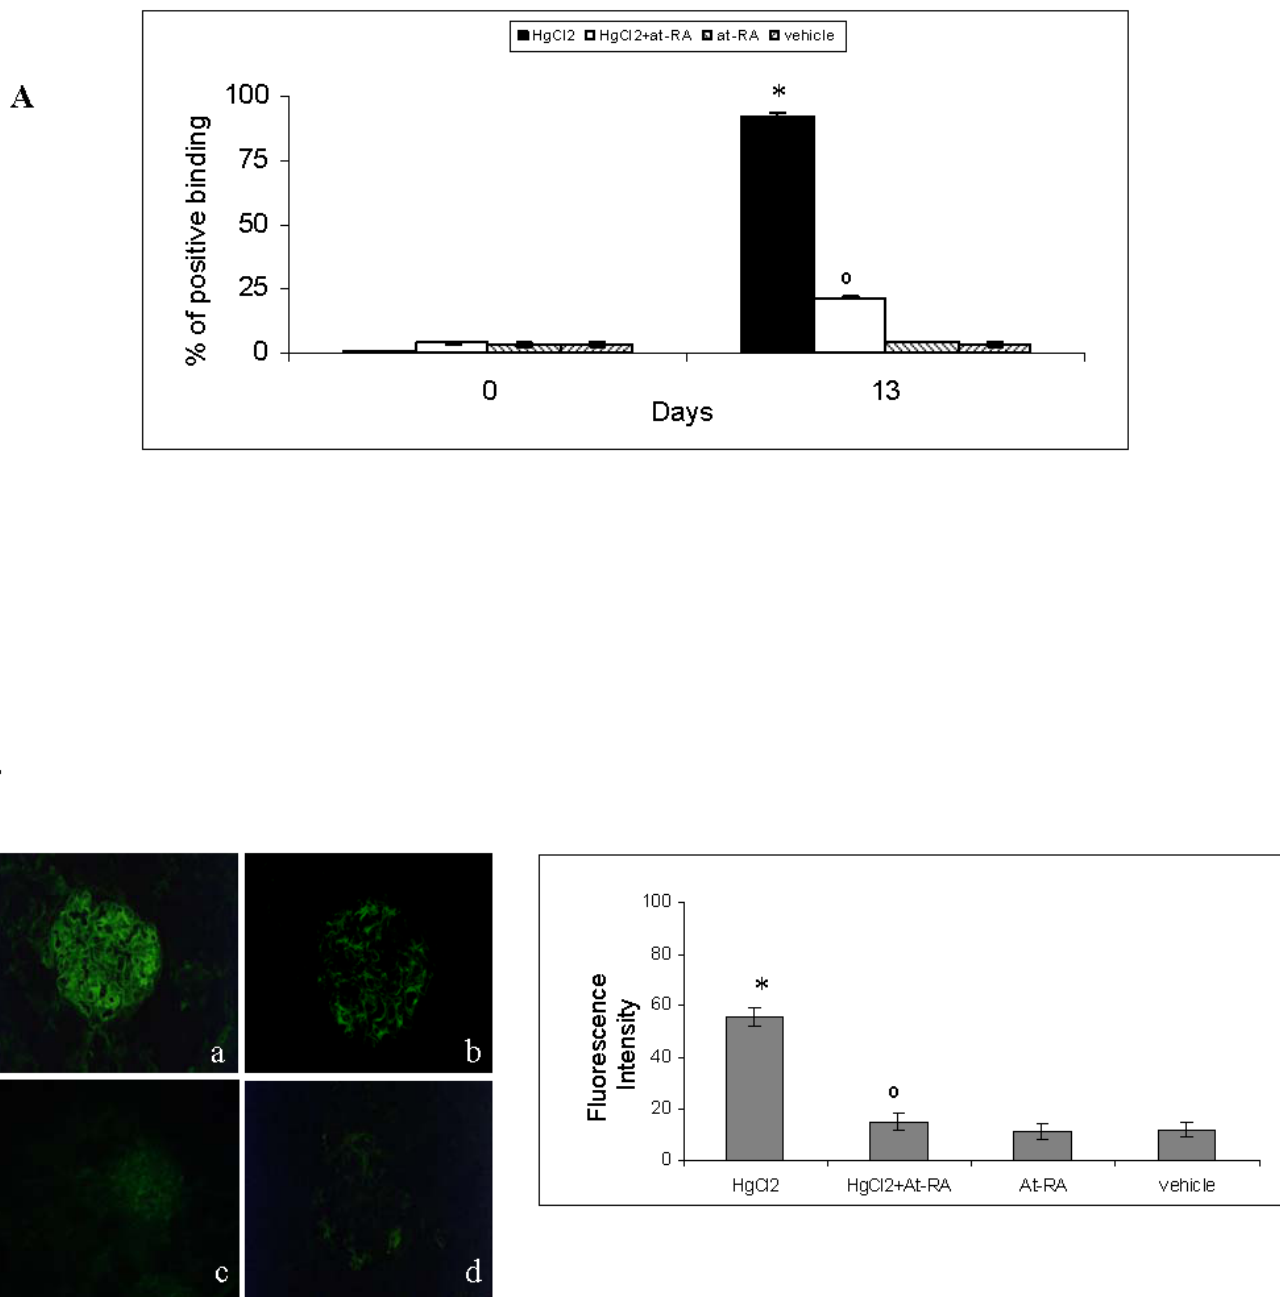 HgCl2 HgCl2+at-RA at-RA vehicle
A
*
100
75
50
25
0
% of positive binding
o
0 13
Days
a b
c d
100
80
60
40
20
0
Fluorescence
Intensity
*
o
HgCl2 HgCl2+At-RA At-RA vehicle